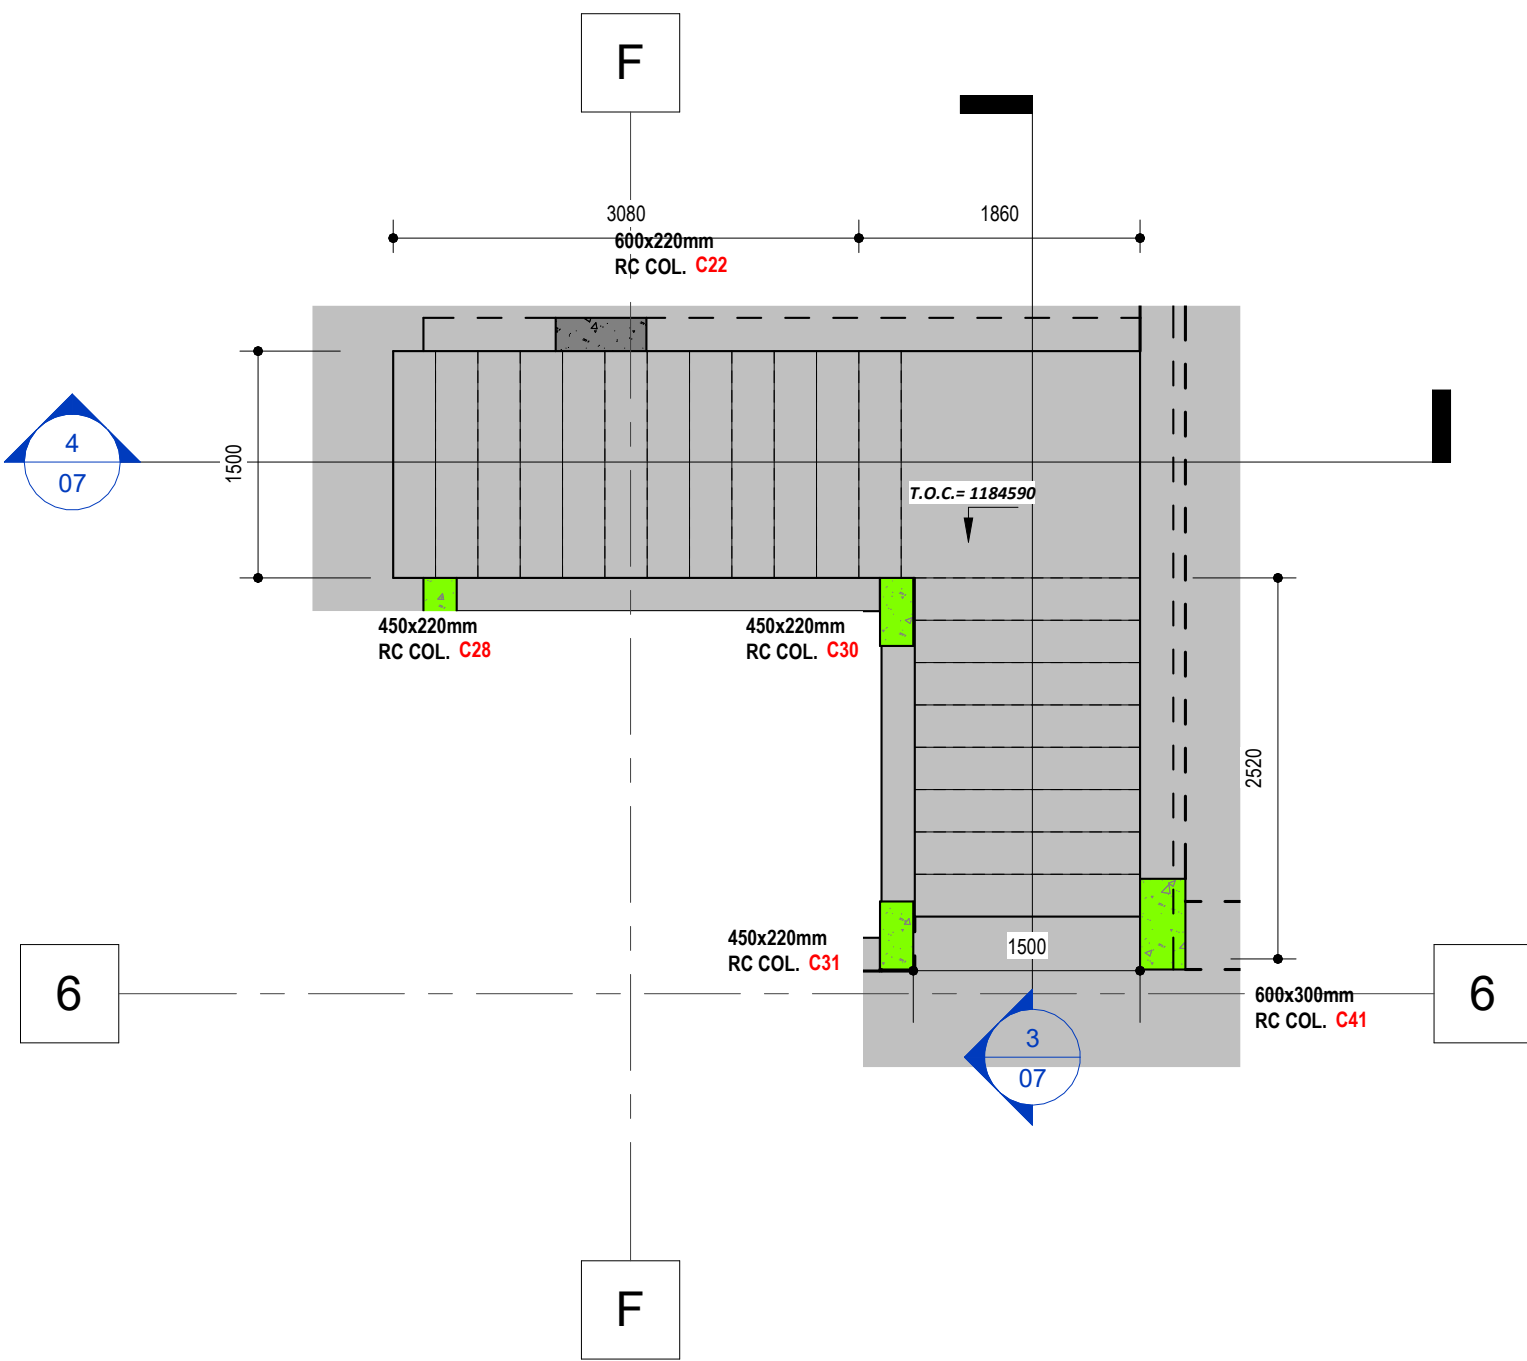 F
3080
1860
600x220mm
RC COL. C22
4
07
1500
T.O.C.= 1184590
450x220mm
RC COL. C28
450x220mm
RC COL. C30
2520
450x220mm
RC COL. C31
1500
6
600x300mm
RC COL. C41
6
3
07
F